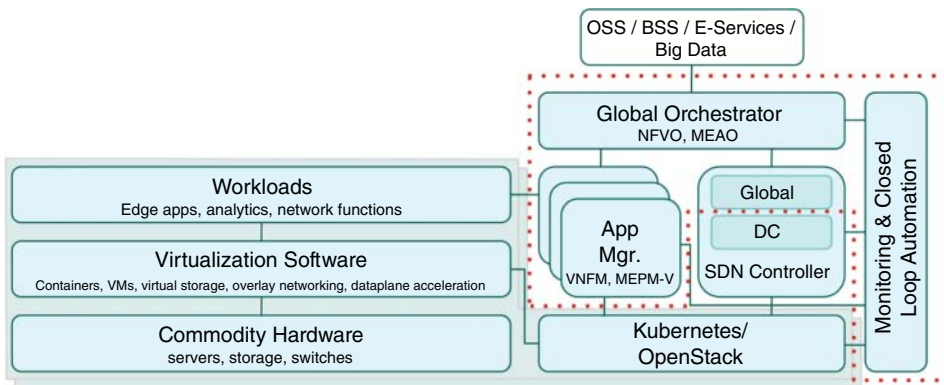 OSS / BSS / E-Services /
Big Data
Global Orchestrator
NFVO, MEAO
Workloads
Edge apps, analytics, network functions
Virtualization Software
Containers, VMs, virtual storage, overlay networking, dataplane acceleration
Commodity Hardware
servers, storage, switches
App
Mgr.
VNFM, MEPM-V
Global
DC
SDN Controller
Kubernetes/
OpenStack
Monitoring & Closed
Loop Automation